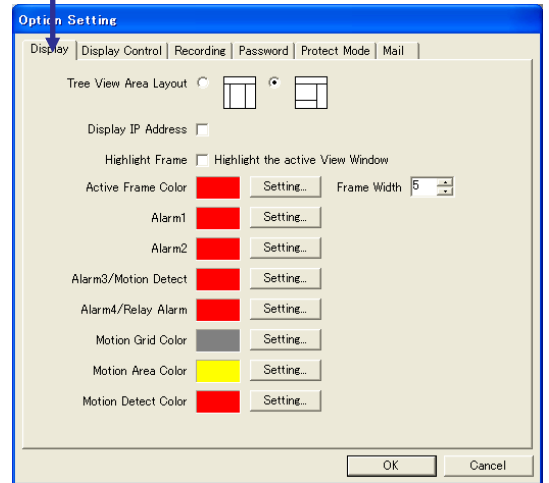 Option Setting
Display Display Control Recording Password Protect Mode Mail
Tree View Area Layout
Display IP Address
Highlight Frame Highlight the active View Window
Active Frame Color Setting... Frame Width 5
Alarm1 Setting...
Alarm2 Setting...
Alarm3/Motion Detect Setting...
Alarm4/Relay Alarm Setting...
Motion Grid Color Setting...
Motion Area Color Setting...
Motion Detect Color Setting...
OK Cancel